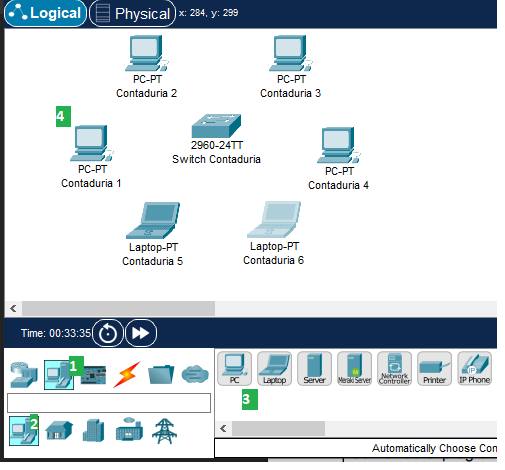 Logical Physical x: 284, y: 299
PC-PT
Contaduria 2
PC-PT
Contaduria 3
4
PC-PT
Contaduria 1
2960-24TT
Switch Contaduria
PC-PT
Contaduria 4
Laptop-PT
Contaduria 5
Laptop-PT
Contaduria 6
Time: 00:33:35
1
2
PC Laptop Server Meraki Server Network Controller Printer IP Phone
IP
3
Automatically Choose Con